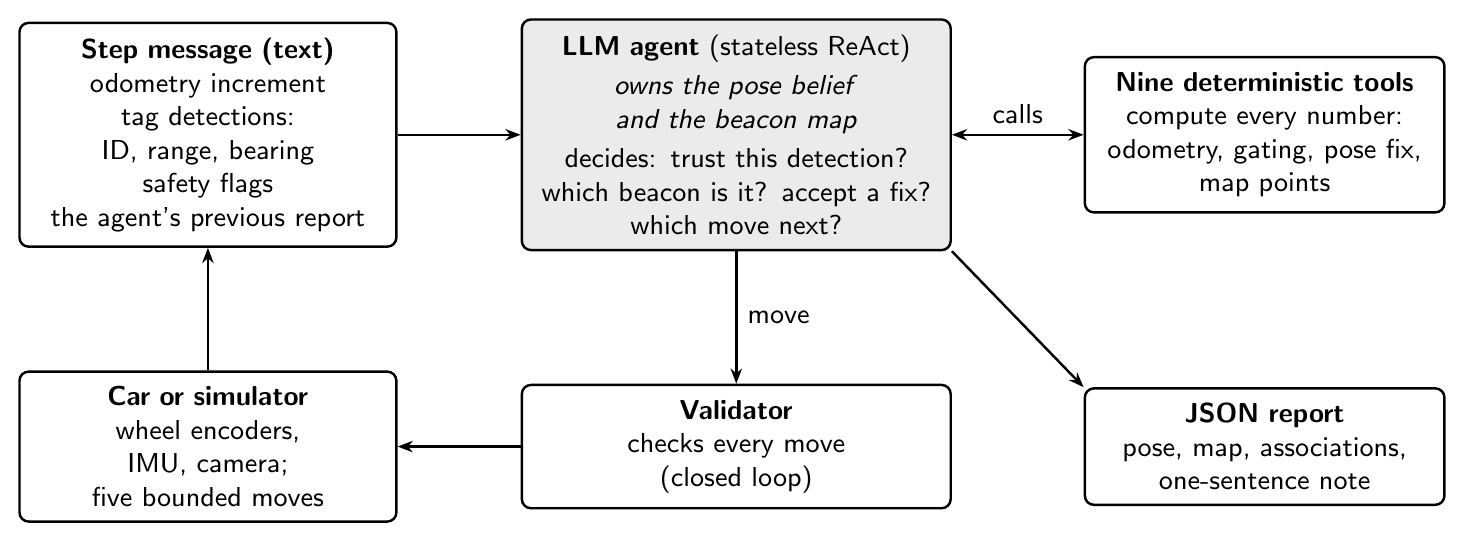 Step message (text)
odometry increment
tag detections:
ID, range, bearing
safety flags
the agent's previous report
LLM agent (stateless ReAct)
owns the pose belief
and the beacon map
decides: trust this detection?
which beacon is it? accept a fix?
which move next?
calls
Nine deterministic tools
compute every number:
odometry, gating, pose fix,
map points
move
Car or simulator
wheel encoders,
IMU, camera;
five bounded moves
Validator
checks every move
(closed loop)
JSON report
pose, map, associations,
one-sentence note